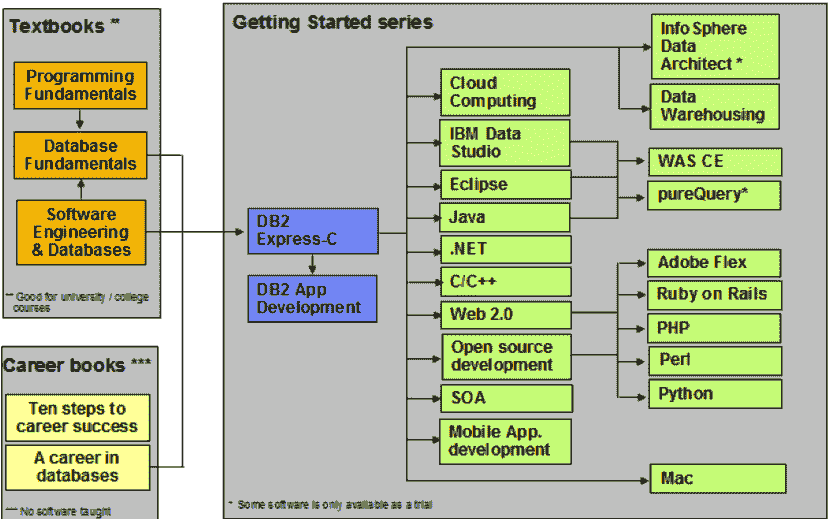 Textbooks **
Programming
Fundamentals
Database
Fundamentals
Software
Engineering
& Databases
** Good for university / college
courses
Career books ***
Ten steps to
career success
A career in
databases
*** No software taught
Getting Started series
DB2
Express-C
DB2 App
Development
Cloud
Computing
IBM Data
Studio
Eclipse
Java
.NET
C/C++
Web 2.0
Open source
development
SOA
Mobile App.
development
InfoSphere
Data
Architect *
Data
Warehousing
WAS CE
pureQuery*
Adobe Flex
Ruby on Rails
PHP
Perl
Python
Mac
* Some software is only available as a trial